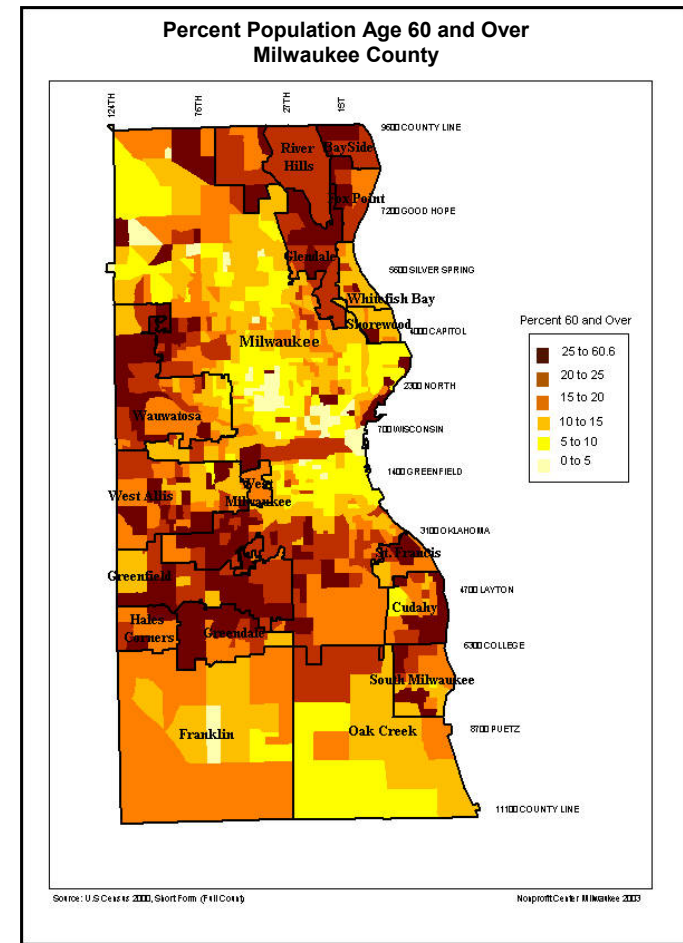 Percent Population Age 60 and Over
Milwaukee County
124TH
76TH
27TH
1ST
9600 COUNTY LINE
River
Hills
BaySide
Fox Point
7200 GOOD HOPE
Glendale
5600 SILVER SPRING
Whitefish Bay
Shorewood
4000 CAPITOL
Milwaukee
Percent 60 and Over
25 to 60.6
20 to 25
15 to 20
10 to 15
5 to 10
0 to 5
2300 NORTH
Wauwatosa
700 WISCONSIN
1400 GREENFIELD
West Allis
West
Milwaukee
3100 OKLAHOMA
St. Francis
Greenfield
4700 LAYTON
Cudahy
Hales
Corners
Greendale
6300 COLLEGE
South Milwaukee
Franklin
Oak Creek
8700 PUETZ
11100 COUNTY LINE
Source: U.S Census 2000, Short Form (Full Count)
Nonprofit Center Milwaukee 2003